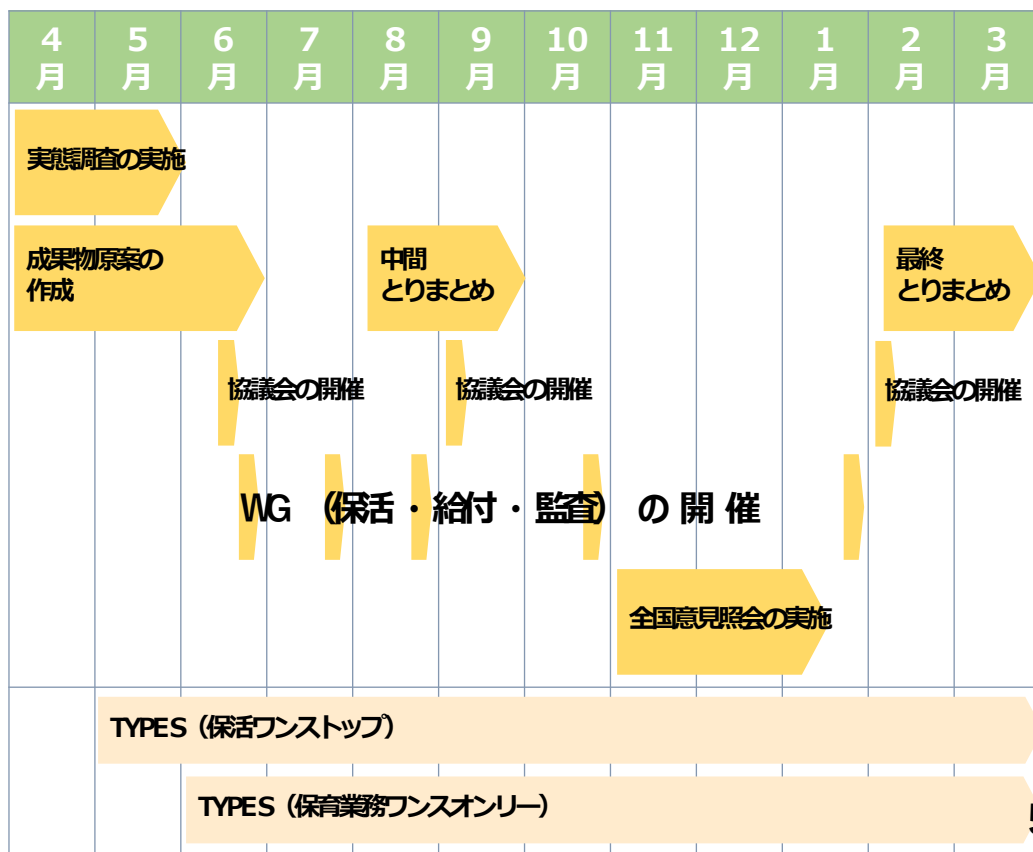 4月 5月 6月 7月 8月 9月 10月 11月 12月 1月 2月 3月
実態調査の実施
成果物原案の
作成
中間
とりまとめ
最終
とりまとめ
協議会の開催 協議会の開催 協議会の開催
WG（保活・給付・監査）の開催
全国意見照会の実施
TYPES（保活ワンストップ）
TYPES（保育業務ワンスオンリー）